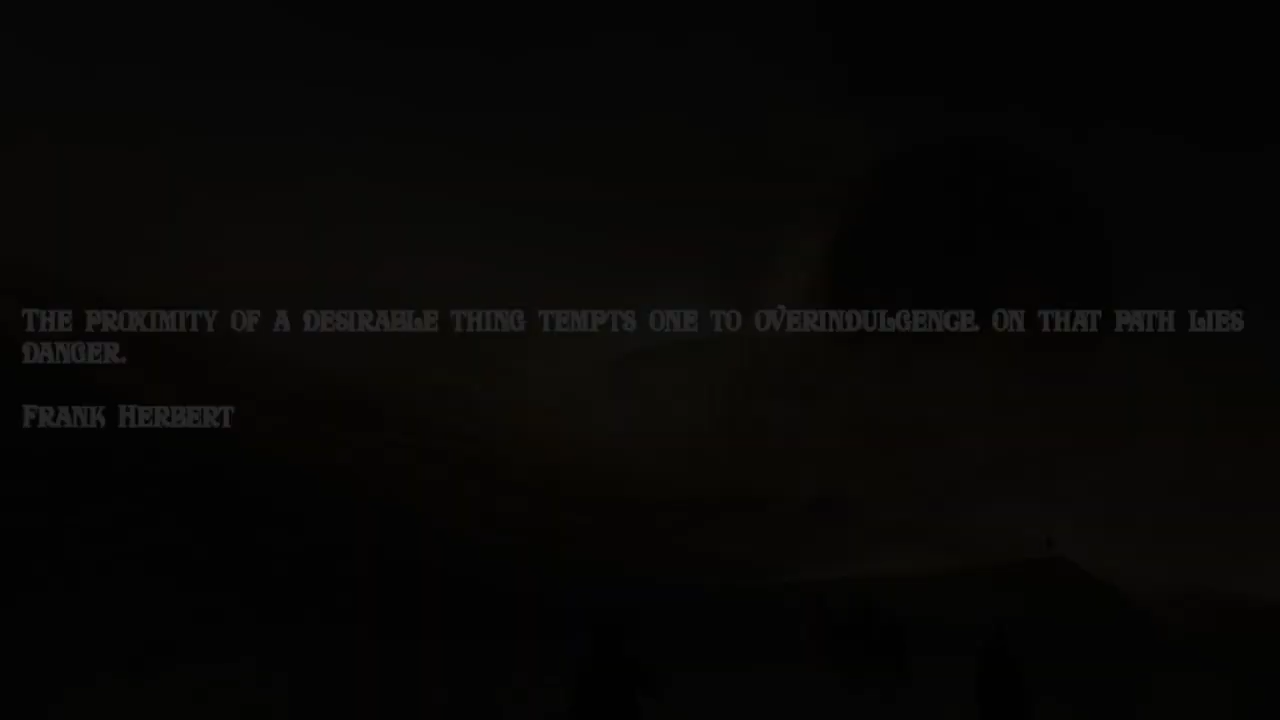 The proximity of a desirable thing tempts one to overindulgence. On that path lies
danger.
Frank Herbert